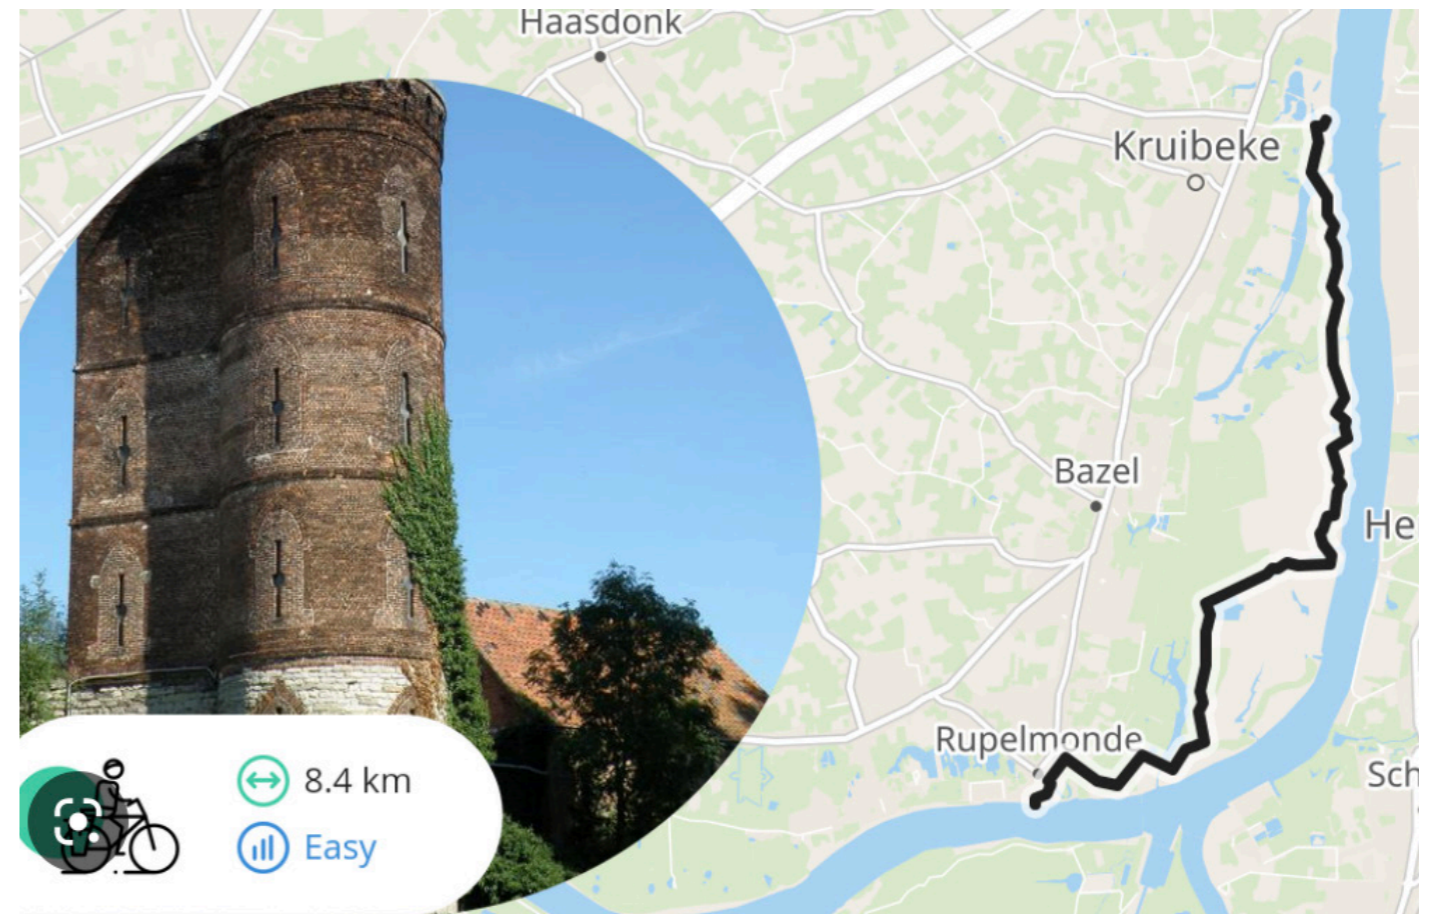 Haasdonk
Kruibeke
Bazel
He
Rupelmonde
Sch
8.4 km
Easy